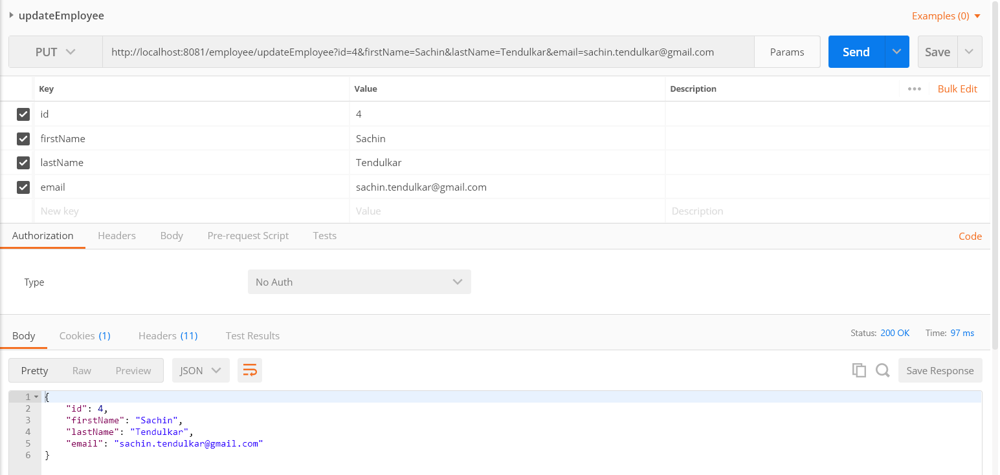 updateEmployee Examples (0)
PUT http://localhost:8081/employee/updateEmployee?id=4&firstName=Sachin&lastName=Tendulkar&email=sachin.tendulkar@gmail.com Params Send Save
Key Value Description ••• Bulk Edit
id 4
firstName Sachin
lastName Tendulkar
email sachin.tendulkar@gmail.com
New key Value Description
Authorization Headers Body Pre-request Script Tests Code
Type No Auth
Body Cookies (1) Headers (11) Test Results Status: 200 OK Time: 97 ms
Pretty Raw Preview JSON Save Response
1 {
2 "id": 4,
3 "firstName": "Sachin",
4 "lastName": "Tendulkar",
5 "email": "sachin.tendulkar@gmail.com"
6 }